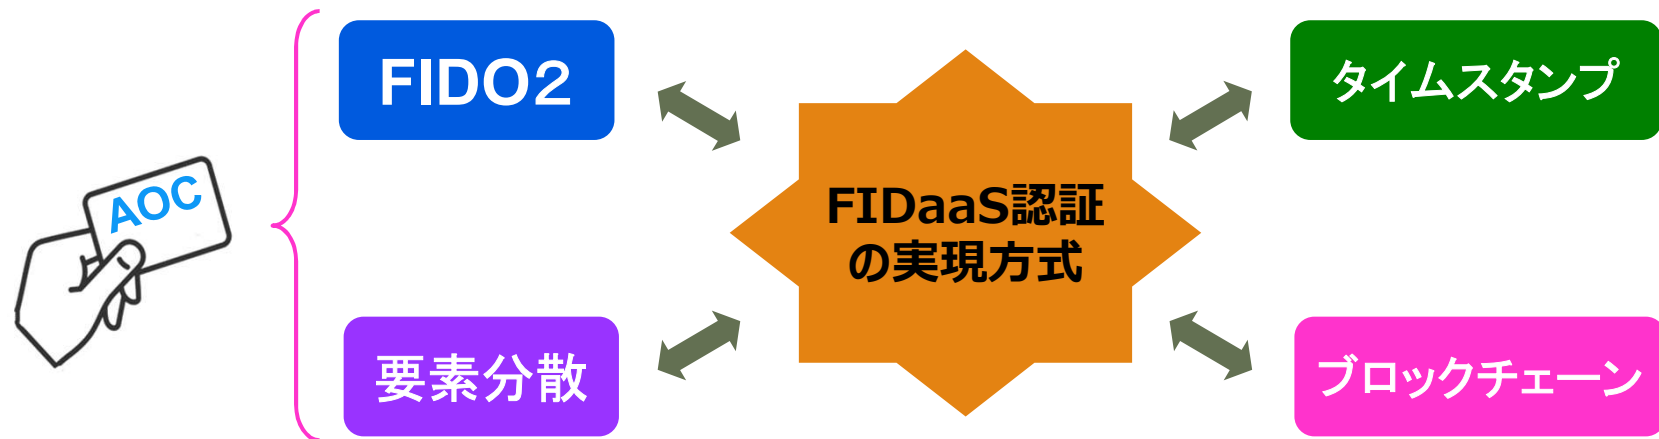 FIDO2
タイムスタンプ
AOC
FIDaaS認証
の実現方式
要素分散
ブロックチェーン